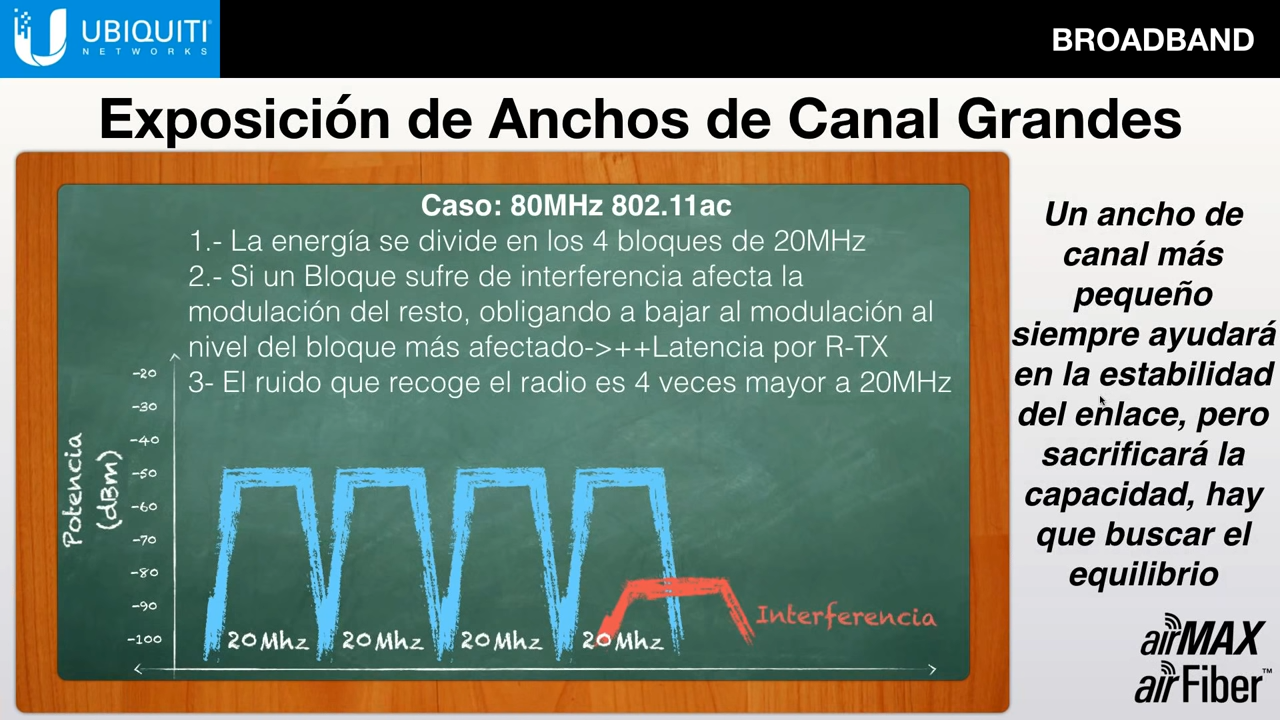 UBIQUITI
NETWORKS
BROADBAND
Exposición de Anchos de Canal Grandes
Caso: 80MHz 802.11ac
1.- La energía se divide en los 4 bloques de 20MHz
2.- Si un Bloque sufre de interferencia afecta la
modulación del resto, obligando a bajar al modulación al
nivel del bloque más afectado->++Latencia por R-TX
3- El ruido que recoge el radio es 4 veces mayor a 20MHz
Potencia
(dBm)
-20
-30
-40
-50
-60
-70
-80
-90
-100
20Mhz 20Mhz 20Mhz 20Mhz
Interferencia
Un ancho de
canal más
pequeño
siempre ayudará
en la estabilidad
del enlace, pero
sacrificará la
capacidad, hay
que buscar el
equilibrio
airMAX
airFiber™